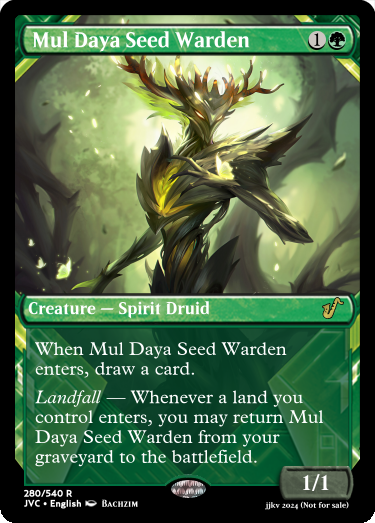 Mul Daya Seed Warden 1
Creature — Spirit Druid
When Mul Daya Seed Warden
enters, draw a card.
Landfall — Whenever a land you
control enters, you may return Mul
Daya Seed Warden from your
graveyard to the battlefield.
1/1
280/540 R
JVC • English Bachzim
jjkv 2024 (Not for sale)